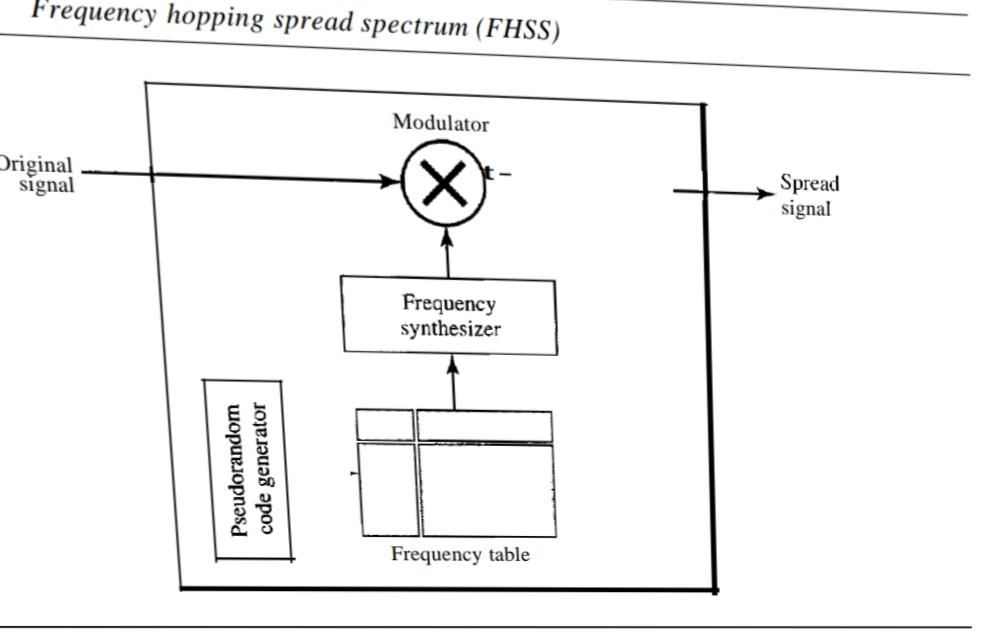 Frequency hopping spread spectrum (FHSS)
Modulator
Original
signal
t –
Spread
signal
Frequency
synthesizer
Pseudorandom
code generator
Frequency table